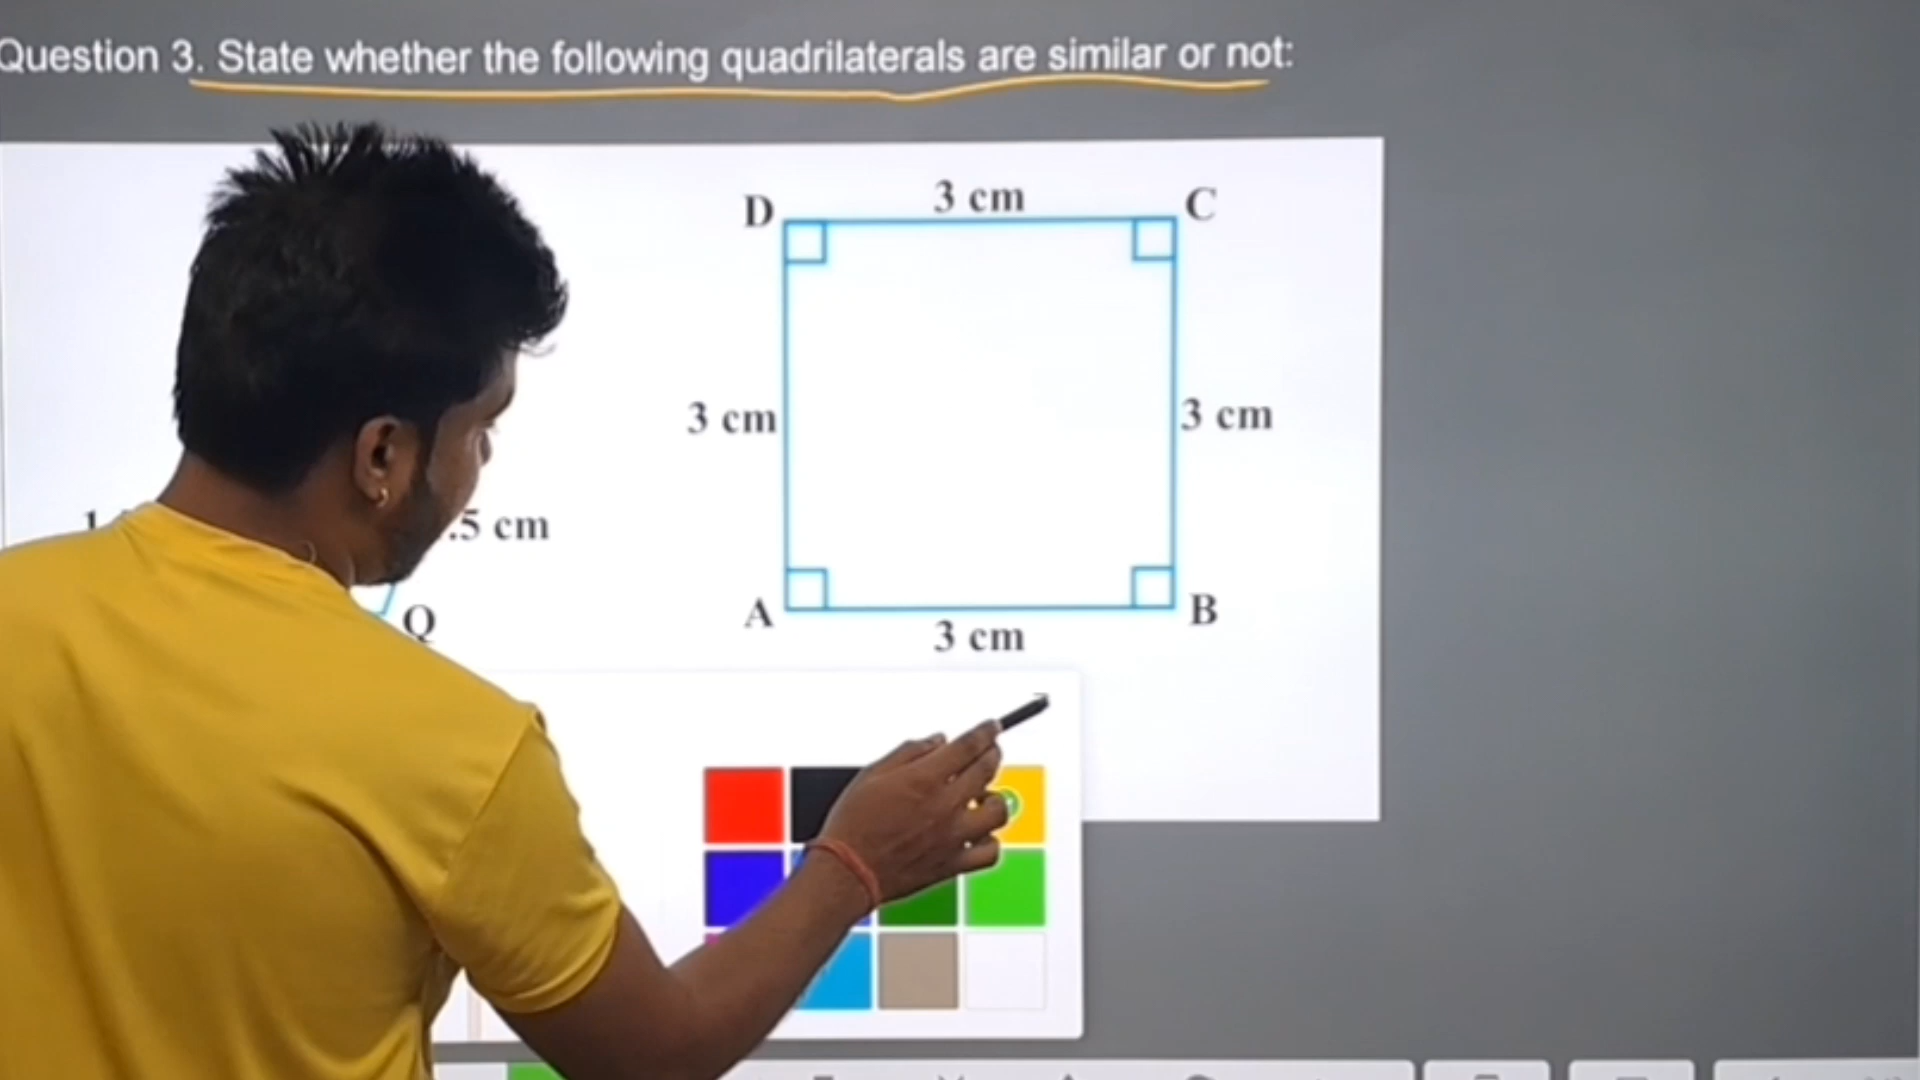 Question 3. State whether the following quadrilaterals are similar or not:
D
3 cm
C
3 cm
3 cm
.5 cm
Q
A
B
3 cm